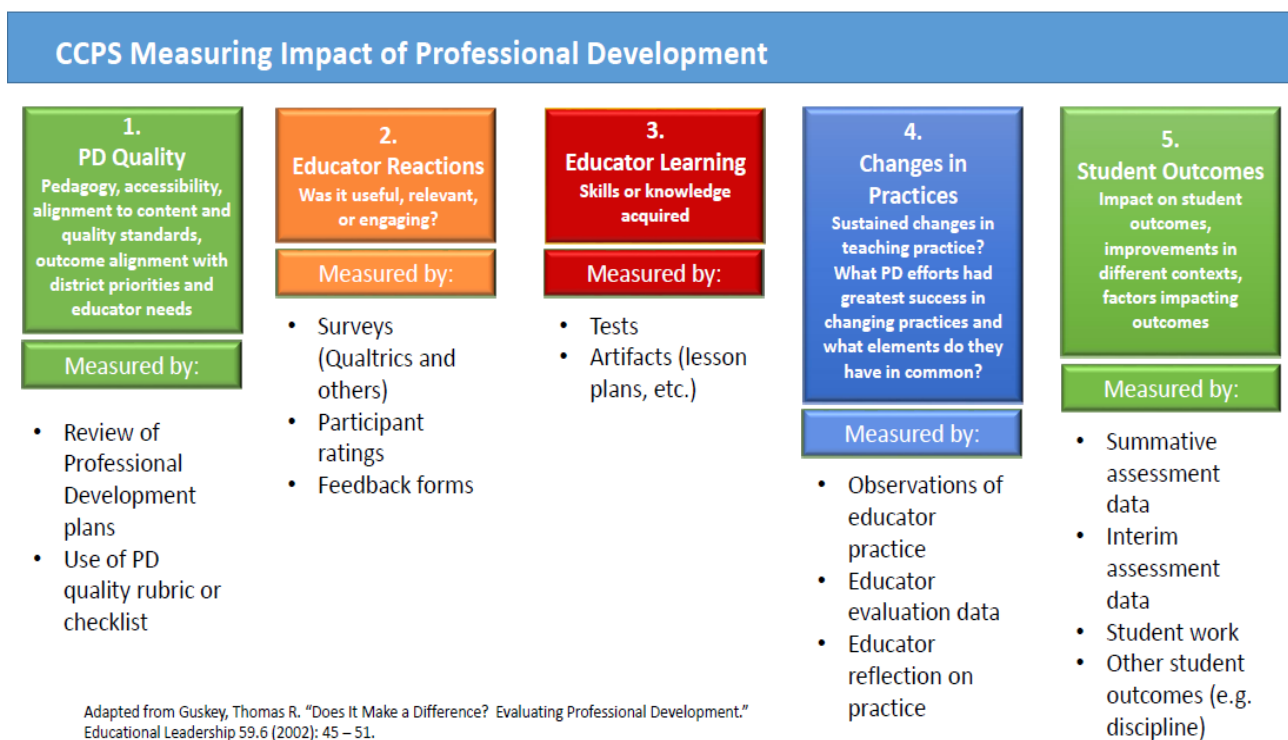 CCPS Measuring Impact of Professional Development
1.
PD Quality
Pedagogy, accessibility,
alignment to content and
quality standards,
outcome alignment with
district priorities and
educator needs
Measured by:
• Review of
Professional
Development
plans
• Use of PD
quality rubric or
checklist
2.
Educator Reactions
Was it useful, relevant,
or engaging?
Measured by:
• Surveys
(Qualtrics and
others)
• Participant
ratings
• Feedback forms
3.
Educator Learning
Skills or knowledge
acquired
Measured by:
• Tests
• Artifacts (lesson
plans, etc.)
4.
Changes in
Practices
Sustained changes in
teaching practice?
What PD efforts had
greatest success in
changing practices and
what elements do they
have in common?
Measured by:
• Observations of
educator
practice
• Educator
evaluation data
• Educator
reflection on
practice
5.
Student Outcomes
Impact on student
outcomes,
improvements in
different contexts,
factors impacting
outcomes
Measured by:
• Summative
assessment
data
• Interim
assessment
data
• Student work
• Other student
outcomes (e.g.
discipline)
Adapted from Guskey, Thomas R. “Does It Make a Difference? Evaluating Professional Development.”
Educational Leadership 59.6 (2002): 45 – 51.